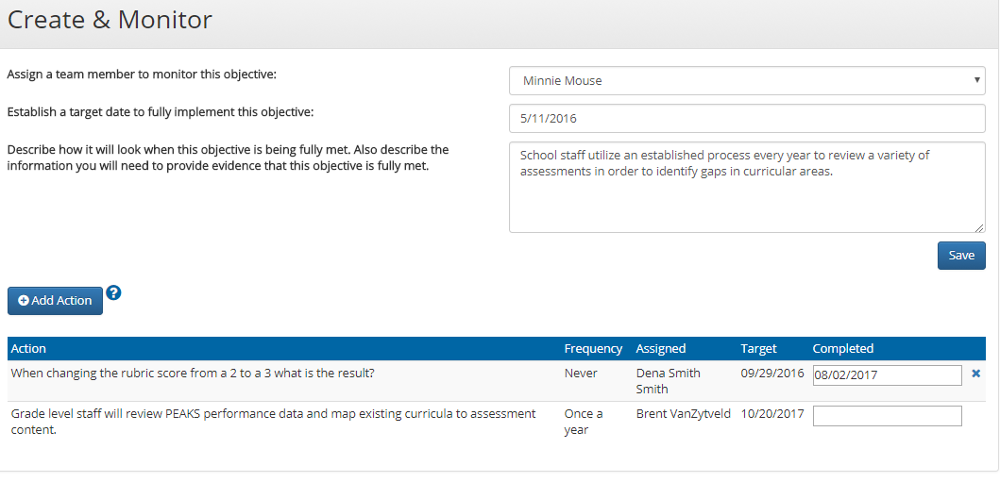 Create & Monitor
Assign a team member to monitor this objective:
Minnie Mouse
Establish a target date to fully implement this objective:
5/11/2016
Describe how it will look when this objective is being fully met. Also describe the
information you will need to provide evidence that this objective is fully met.
School staff utilize an established process every year to review a variety of
assessments in order to identify gaps in curricular areas.
Save
Add Action
?
Action Frequency Assigned Target Completed
When changing the rubric score from a 2 to a 3 what is the result? Never Dena Smith 09/29/2016 08/02/2017
Smith
Grade level staff will review PEAKS performance data and map existing curricula to assessment Once a Brent VanZytveld 10/20/2017
content. year